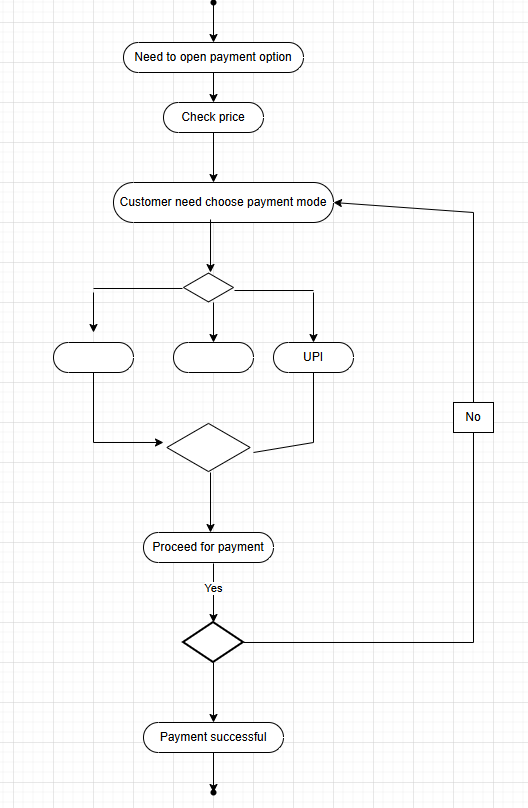 Need to open payment option
Check price
Customer need choose payment mode
UPI
No
Proceed for payment
Yes
Payment successful